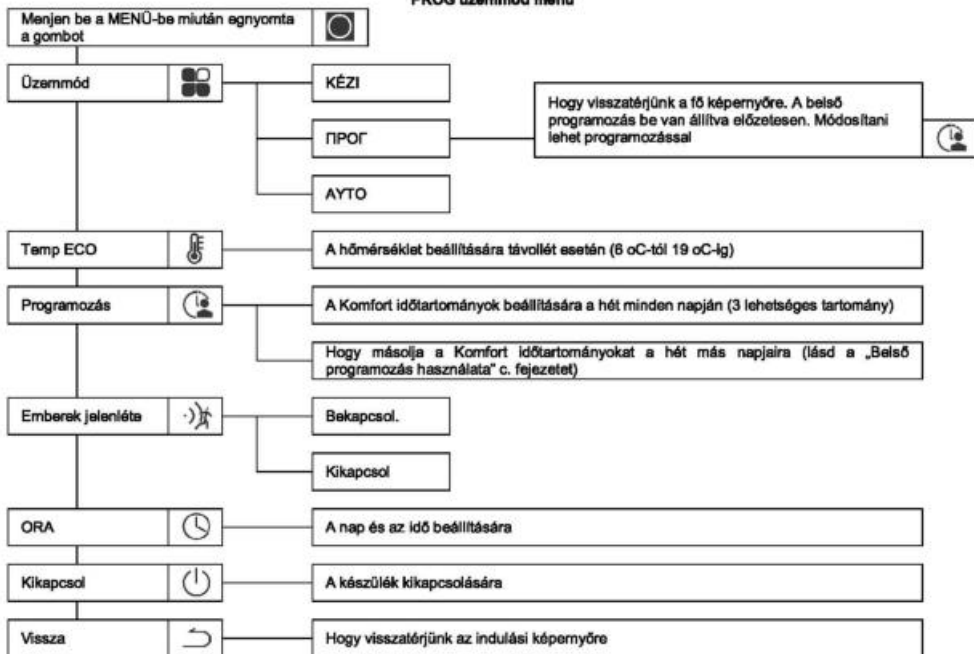 PROG üzemmód menü
Menjen be a MENÜ-be miután egnyomta
a gombot
Üzemmód
KÉZI
Hogy visszatérjünk a fő képernyőre. A belső
programozás be van állítva előzetesen. Módosítani
lehet programozással
ПРОГ
АУТО
Temp ECO
A hőmérséklet beállítására távollét esetén (6 oC-tól 19 oC-ig)
Programozás
A Komfort időtartományok beállítására a hét minden napján (3 lehetséges tartomány)
Hogy másolja a Komfort időtartományokat a hét más napjaira (lásd a „Belső
programozás használata" c. fejezetet)
Emberek jelenléte
Bekapcsol.
Kikapcsol
ORA
A nap és az idő beállítására
Kikapcsol
A készülék kikapcsolására
Vissza
Hogy visszatérjünk az indulási képernyőre